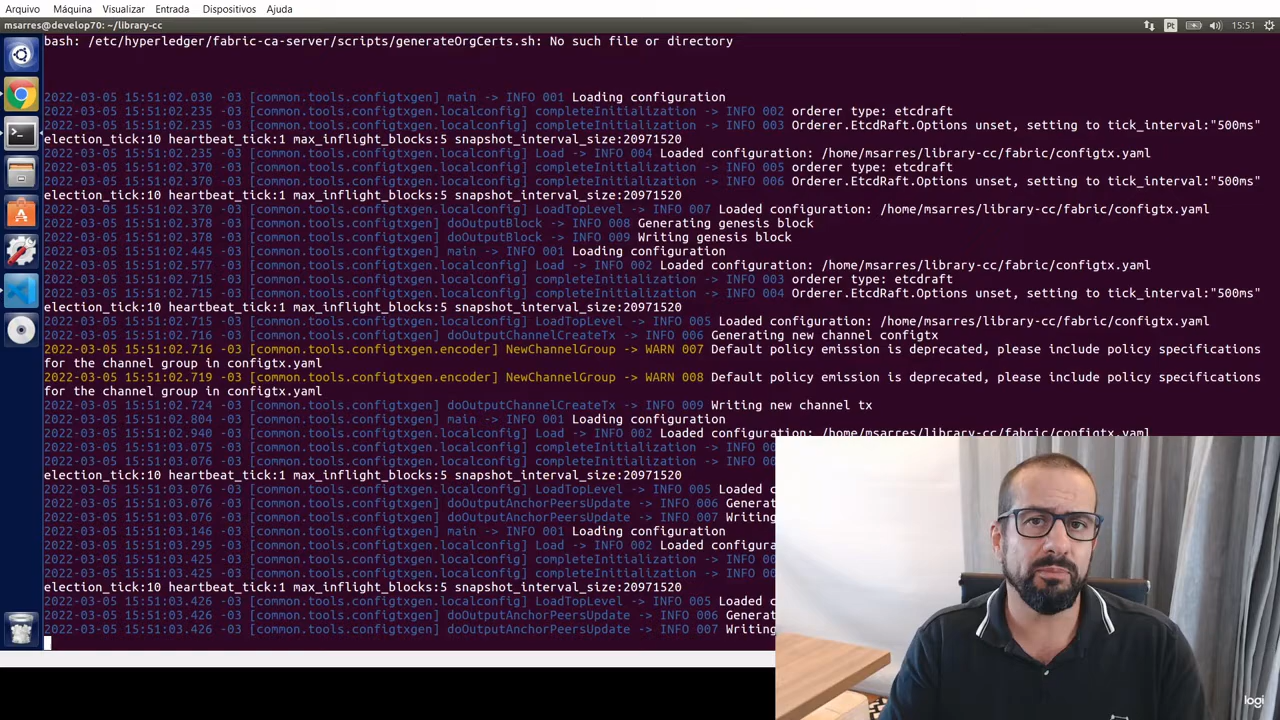 Arquivo Máquina Visualizar Entrada Dispositivos Ajuda
msarres@develop70: ~/library-cc Pt 15:51
bash: /etc/hyperledger/fabric-ca-server/scripts/generateOrgCerts.sh: No such file or directory
2022-03-05 15:51:02.030 -03 [common.tools.configtxgen] main -> INFO 001 Loading configuration
2022-03-05 15:51:02.235 -03 [common.tools.configtxgen.localconfig] completeInitialization -> INFO 002 orderer type: etcdraft
2022-03-05 15:51:02.235 -03 [common.tools.configtxgen.localconfig] completeInitialization -> INFO 003 Orderer.EtcdRaft.Options unset, setting to tick_interval:"500ms"
election_tick:10 heartbeat_tick:1 max_inflight_blocks:5 snapshot_interval_size:20971520
2022-03-05 15:51:02.235 -03 [common.tools.configtxgen.localconfig] Load -> INFO 004 Loaded configuration: /home/msarres/library-cc/fabric/configtx.yaml
2022-03-05 15:51:02.370 -03 [common.tools.configtxgen.localconfig] completeInitialization -> INFO 005 orderer type: etcdraft
2022-03-05 15:51:02.370 -03 [common.tools.configtxgen.localconfig] completeInitialization -> INFO 006 Orderer.EtcdRaft.Options unset, setting to tick_interval:"500ms"
election_tick:10 heartbeat_tick:1 max_inflight_blocks:5 snapshot_interval_size:20971520
2022-03-05 15:51:02.370 -03 [common.tools.configtxgen.localconfig] LoadTopLevel -> INFO 007 Loaded configuration: /home/msarres/library-cc/fabric/configtx.yaml
2022-03-05 15:51:02.378 -03 [common.tools.configtxgen] doOutputBlock -> INFO 008 Generating genesis block
2022-03-05 15:51:02.378 -03 [common.tools.configtxgen] doOutputBlock -> INFO 009 Writing genesis block
2022-03-05 15:51:02.445 -03 [common.tools.configtxgen] main -> INFO 001 Loading configuration
2022-03-05 15:51:02.577 -03 [common.tools.configtxgen.localconfig] Load -> INFO 002 Loaded configuration: /home/msarres/library-cc/fabric/configtx.yaml
2022-03-05 15:51:02.715 -03 [common.tools.configtxgen.localconfig] completeInitialization -> INFO 003 orderer type: etcdraft
2022-03-05 15:51:02.715 -03 [common.tools.configtxgen.localconfig] completeInitialization -> INFO 004 Orderer.EtcdRaft.Options unset, setting to tick_interval:"500ms"
election_tick:10 heartbeat_tick:1 max_inflight_blocks:5 snapshot_interval_size:20971520
2022-03-05 15:51:02.715 -03 [common.tools.configtxgen.localconfig] LoadTopLevel -> INFO 005 Loaded configuration: /home/msarres/library-cc/fabric/configtx.yaml
2022-03-05 15:51:02.716 -03 [common.tools.configtxgen] doOutputChannelCreateTx -> INFO 006 Generating new channel configtx
2022-03-05 15:51:02.716 -03 [common.tools.configtxgen.encoder] NewChannelGroup -> WARN 007 Default policy emission is deprecated, please include policy specifications
for the channel group in configtx.yaml
2022-03-05 15:51:02.719 -03 [common.tools.configtxgen.encoder] NewChannelGroup -> WARN 008 Default policy emission is deprecated, please include policy specifications
for the channel group in configtx.yaml
2022-03-05 15:51:02.724 -03 [common.tools.configtxgen] doOutputChannelCreateTx -> INFO 009 Writing new channel tx
2022-03-05 15:51:02.804 -03 [common.tools.configtxgen] main -> INFO 001 Loading configuration
2022-03-05 15:51:02.940 -03 [common.tools.configtxgen.localconfig] Load -> INFO 002 Loaded configuration: /home/msarres/library-cc/fabric/configtx.yaml
2022-03-05 15:51:03.075 -03 [common.tools.configtxgen.localconfig] completeInitialization -> INFO 00
2022-03-05 15:51:03.076 -03 [common.tools.configtxgen.localconfig] completeInitialization -> INFO 00
election_tick:10 heartbeat_tick:1 max_inflight_blocks:5 snapshot_interval_size:20971520
2022-03-05 15:51:03.076 -03 [common.tools.configtxgen.localconfig] LoadTopLevel -> INFO 005 Loaded c
2022-03-05 15:51:03.076 -03 [common.tools.configtxgen] doOutputAnchorPeersUpdate -> INFO 006 Generat
2022-03-05 15:51:03.076 -03 [common.tools.configtxgen] doOutputAnchorPeersUpdate -> INFO 007 Writing
2022-03-05 15:51:03.146 -03 [common.tools.configtxgen] main -> INFO 001 Loading configuration
2022-03-05 15:51:03.295 -03 [common.tools.configtxgen.localconfig] Load -> INFO 002 Loaded configura
2022-03-05 15:51:03.425 -03 [common.tools.configtxgen.localconfig] completeInitialization -> INFO 00
2022-03-05 15:51:03.425 -03 [common.tools.configtxgen.localconfig] completeInitialization -> INFO 00
election_tick:10 heartbeat_tick:1 max_inflight_blocks:5 snapshot_interval_size:20971520
2022-03-05 15:51:03.426 -03 [common.tools.configtxgen.localconfig] LoadTopLevel -> INFO 005 Loaded c
2022-03-05 15:51:03.426 -03 [common.tools.configtxgen] doOutputAnchorPeersUpdate -> INFO 006 Generat
2022-03-05 15:51:03.426 -03 [common.tools.configtxgen] doOutputAnchorPeersUpdate -> INFO 007 Writing
logi